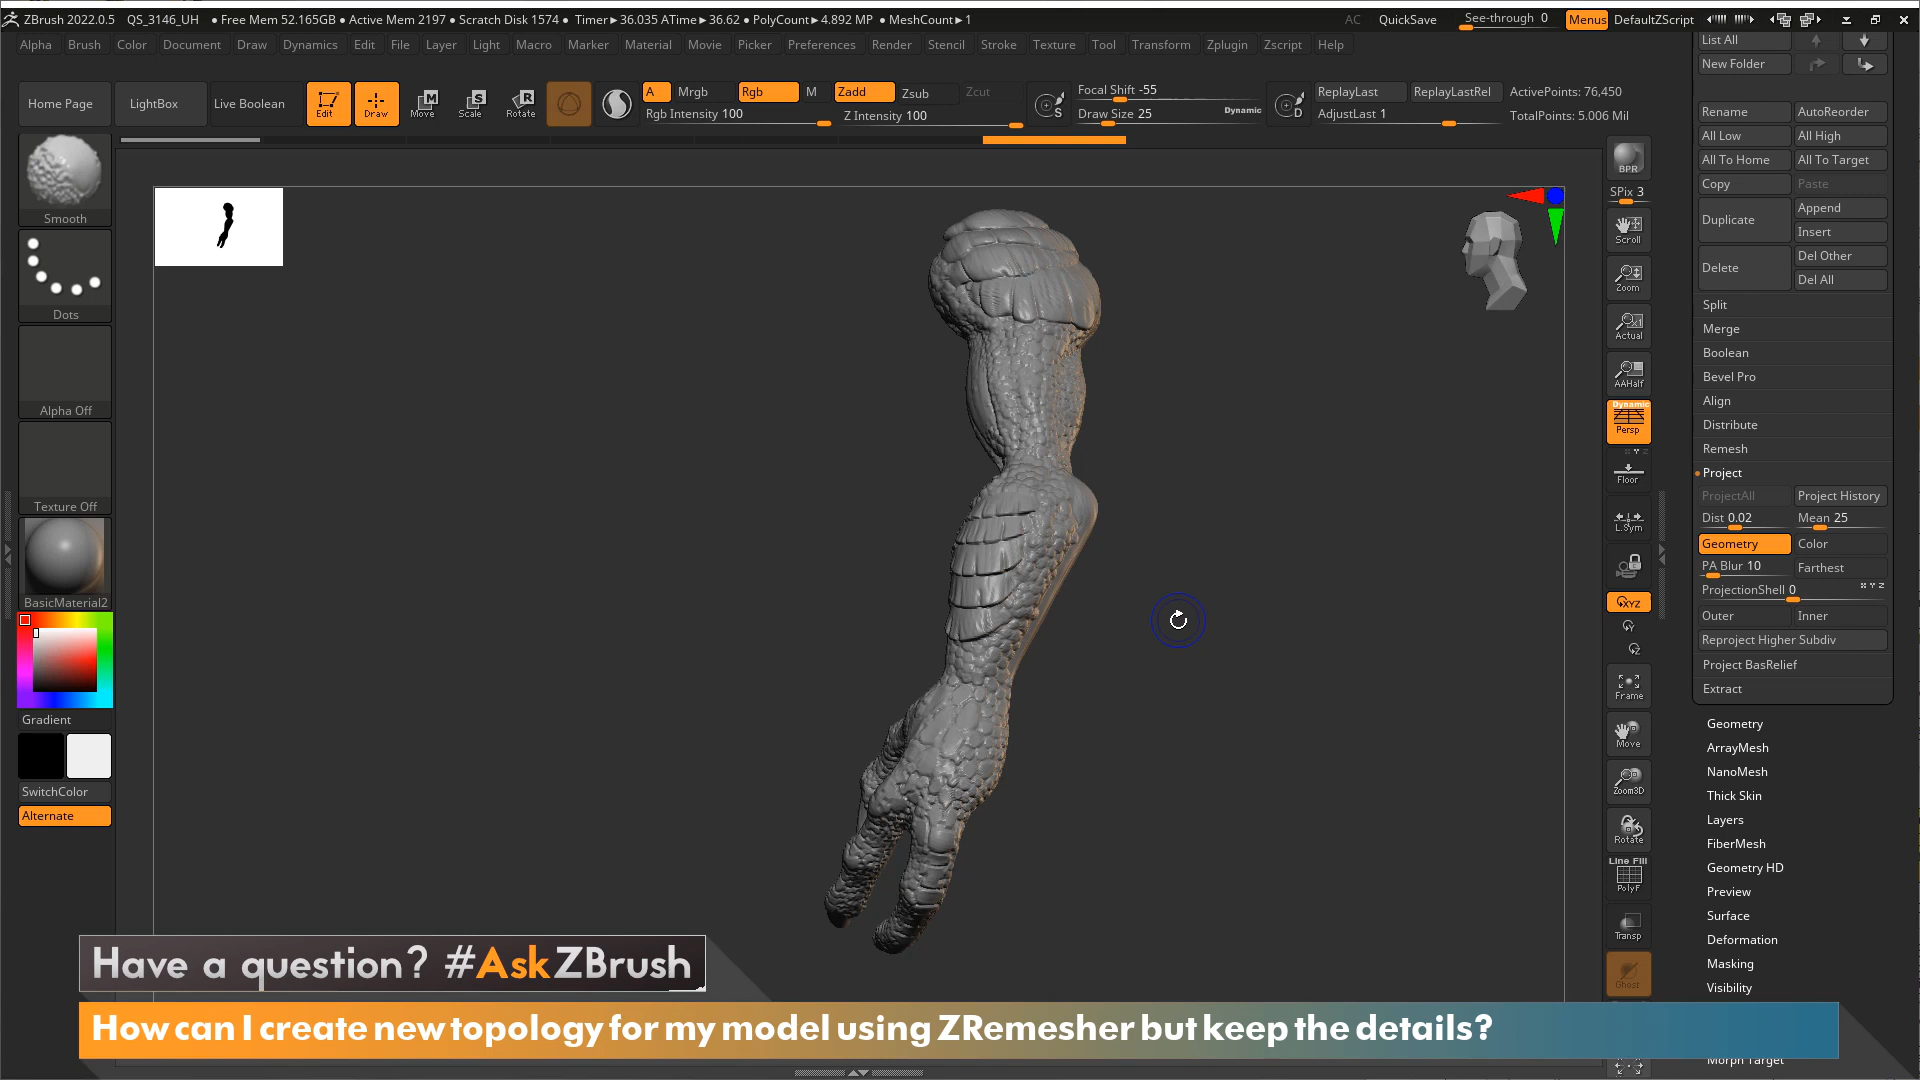 ZBrush 2022.0.5 QS_3146_UH ● Free Mem 52.165GB ● Active Mem 2197 ● Scratch Disk 1574 ● Timer►36.035 ATime►36.62 ● PolyCount►4.892 MP ● MeshCount►1 AC QuickSave See-through 0 Menus DefaultZScript
Alpha Brush Color Document Draw Dynamics Edit File Layer Light Macro Marker Material Movie Picker Preferences Render Stencil Stroke Texture Tool Transform Zplugin Zscript Help
Home Page LightBox Live Boolean
Edit Draw Move Scale Rotate
A Mrgb Rgb M Zadd Zsub Zcut
Rgb Intensity 100 Z Intensity 100
S Focal Shift -55
Draw Size 25 Dynamic
D ReplayLast ReplayLastRel
AdjustLast 1
ActivePoints: 76,450
TotalPoints: 5.006 Mil
Smooth
Dots
Alpha Off
Texture Off
BasicMaterial2
Gradient
SwitchColor
Alternate
BPR
SPix 3
Scroll
Zoom
Actual
AAHalf
Dynamic
Persp
Floor
L.Sym
XYZ
Frame
Move
Zoom3D
Rotate
Line Fill
PolyF
Transp
Ghost
List All
New Folder
Rename AutoReorder
All Low All High
All To Home All To Target
Copy Paste
Duplicate Append
Insert
Delete Del Other
Del All
Split
Merge
Boolean
Bevel Pro
Align
Distribute
Remesh
Project
ProjectAll Project History
Dist 0.02 Mean 25
Geometry Color
PA Blur 10 Farthest
ProjectionShell 0
Outer Inner
Reproject Higher Subdiv
Project BasRelief
Extract
Geometry
ArrayMesh
NanoMesh
Thick Skin
Layers
FiberMesh
Geometry HD
Preview
Surface
Deformation
Masking
Visibility
Morph Target
Have a question? #AskZBrush
How can I create new topology for my model using ZRemesher but keep the details?